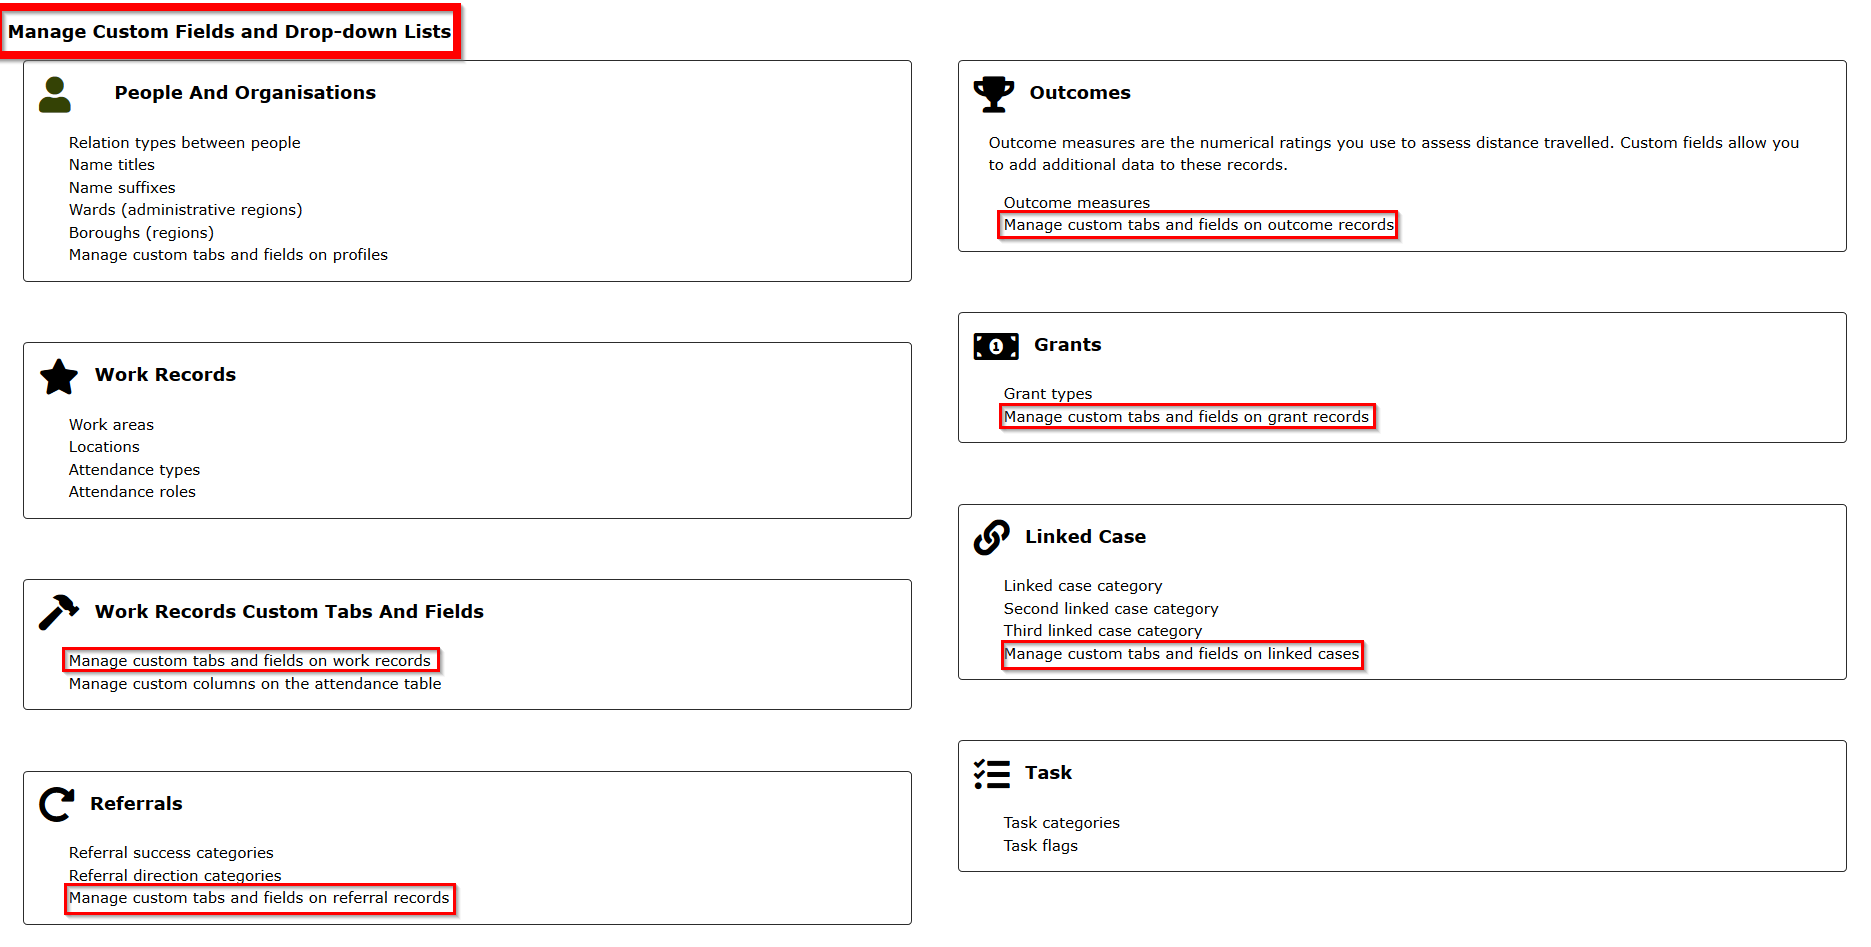 Manage Custom Fields and Drop-down Lists
People And Organisations
Relation types between people
Name titles
Name suffixes
Wards (administrative regions)
Boroughs (regions)
Manage custom tabs and fields on profiles
Work Records
Work areas
Locations
Attendance types
Attendance roles
Work Records Custom Tabs And Fields
Manage custom tabs and fields on work records
Manage custom columns on the attendance table
Referrals
Referral success categories
Referral direction categories
Manage custom tabs and fields on referral records
Outcomes
Outcome measures are the numerical ratings you use to assess distance travelled. Custom fields allow you
to add additional data to these records.
Outcome measures
Manage custom tabs and fields on outcome records
1
Grants
Grant types
Manage custom tabs and fields on grant records
Linked Case
Linked case category
Second linked case category
Third linked case category
Manage custom tabs and fields on linked cases
Task
Task categories
Task flags